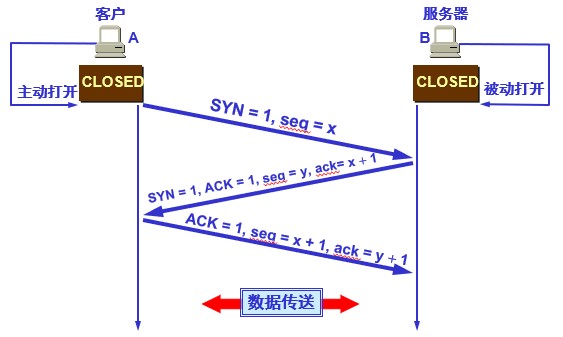 客户
服务器
A
B
CLOSED
CLOSED
主动打开
被动打开
SYN = 1, seq = x
SYN = 1, ACK = 1, seq = y, ack= x + 1
ACK = 1, seq = x + 1, ack = y + 1
数据传送